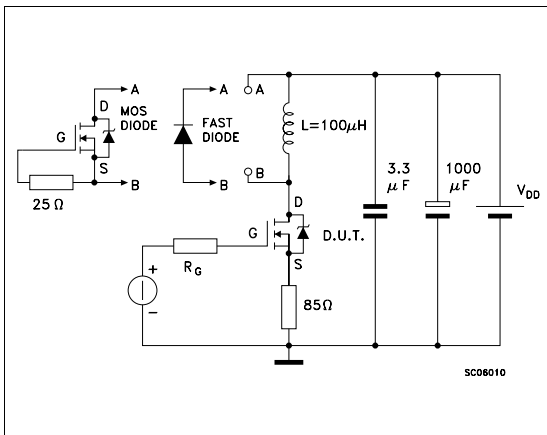 A
D
MOS
DIODE
G
S
B
25 Ω
A
FAST
DIODE
B
A
L=100μH
B
D
G
D.U.T.
S
RG
+
−
85Ω
3.3
μF
1000
μF
VDD
SC06010